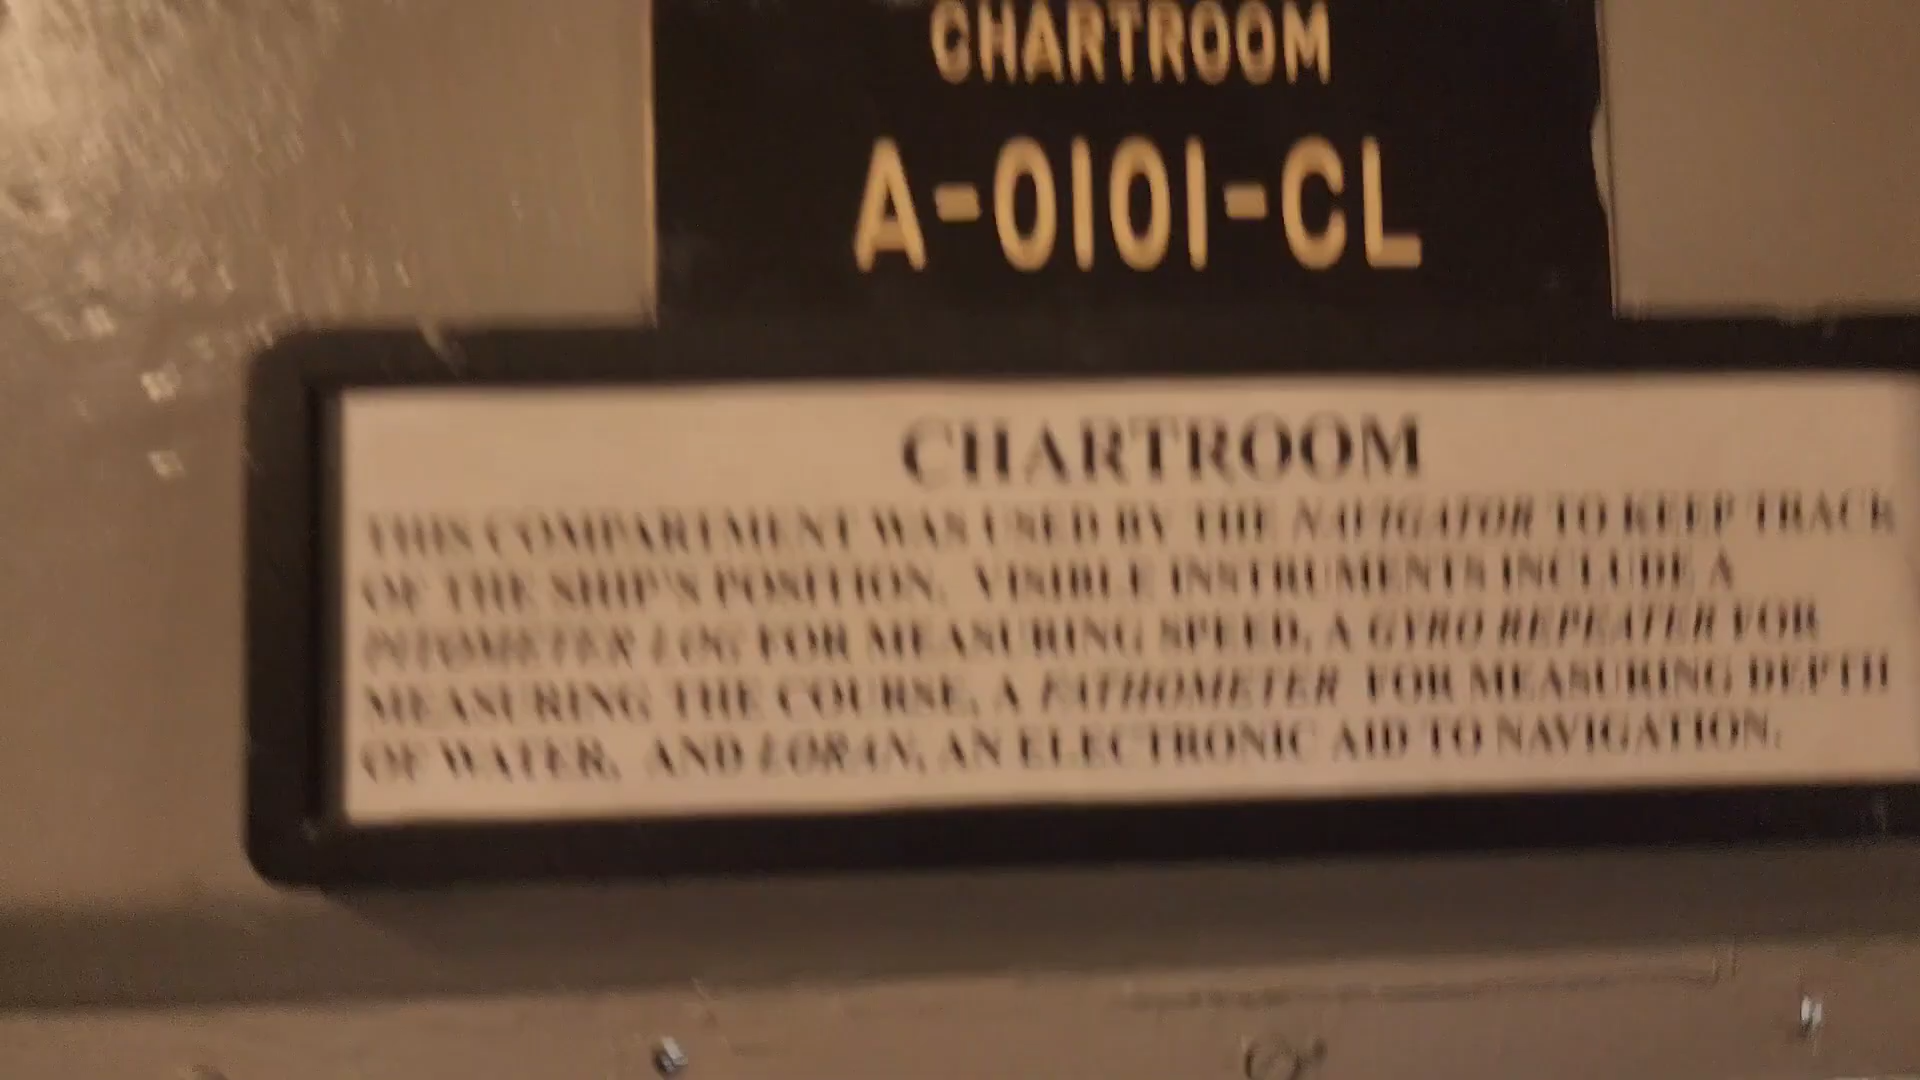 CHARTROOM
A-0101-CL
CHARTROOM
THIS COMPARTMENT WAS USED BY THE NAVIGATOR TO KEEP TRACK
OF THE SHIP'S POSITION. VISIBLE INSTRUMENTS INCLUDE A
PITOMETER LOG FOR MEASURING SPEED, A GYRO REPEATER FOR
MEASURING THE COURSE, A FATHOMETER FOR MEASURING DEPTH
OF WATER, AND LORAN, AN ELECTRONIC AID TO NAVIGATION.